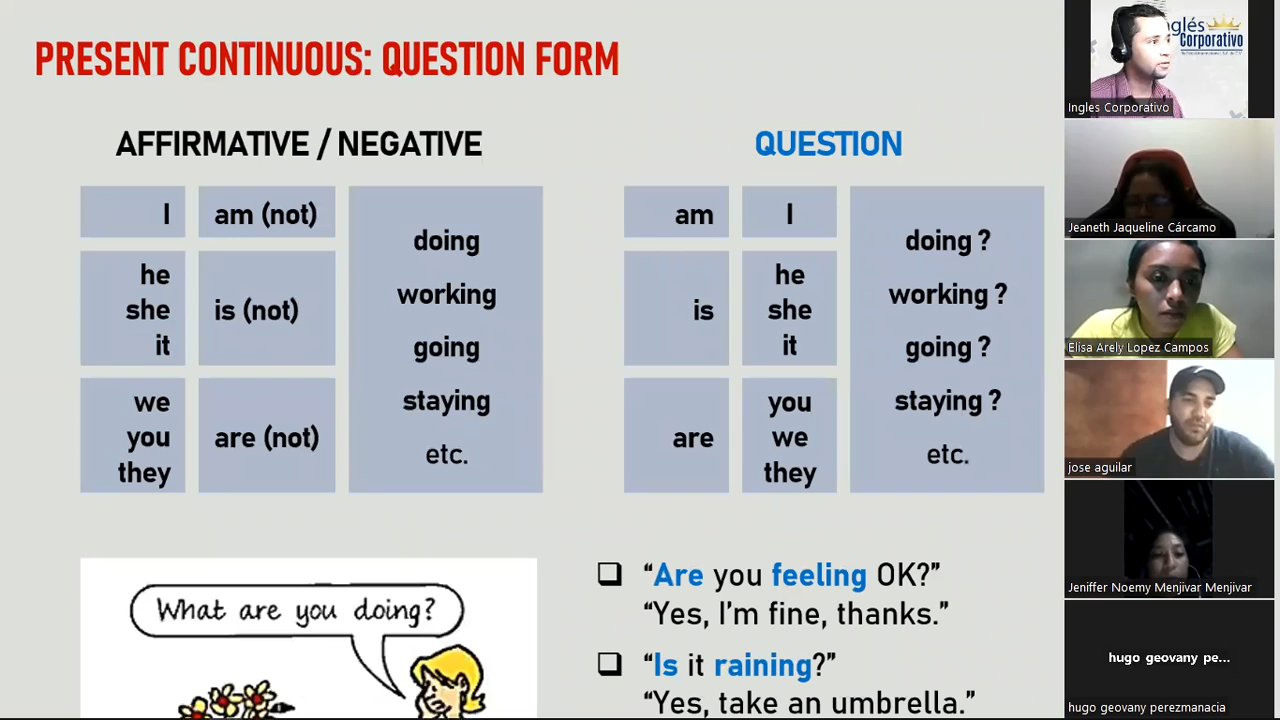 PRESENT CONTINUOUS: QUESTION FORM
AFFIRMATIVE / NEGATIVE
I
am (not)
he
she
it
is (not)
we
you
they
are (not)
doing
working
going
staying
etc.
QUESTION
am
I
is
he
she
it
are
you
we
they
doing ?
working ?
going ?
staying ?
etc.
What are you doing?
❑ “Are you feeling OK?”
“Yes, I’m fine, thanks.”
❑ “Is it raining?”
“Yes, take an umbrella.”
Corporativo
Ingles Corporativo
Jeaneth Jaqueline Cárcamo
Elisa Arely Lopez Campos
jose aguilar
Jeniffer Noemy Menjivar Menjivar
hugo geovany pe...
hugo geovany perezmanacia